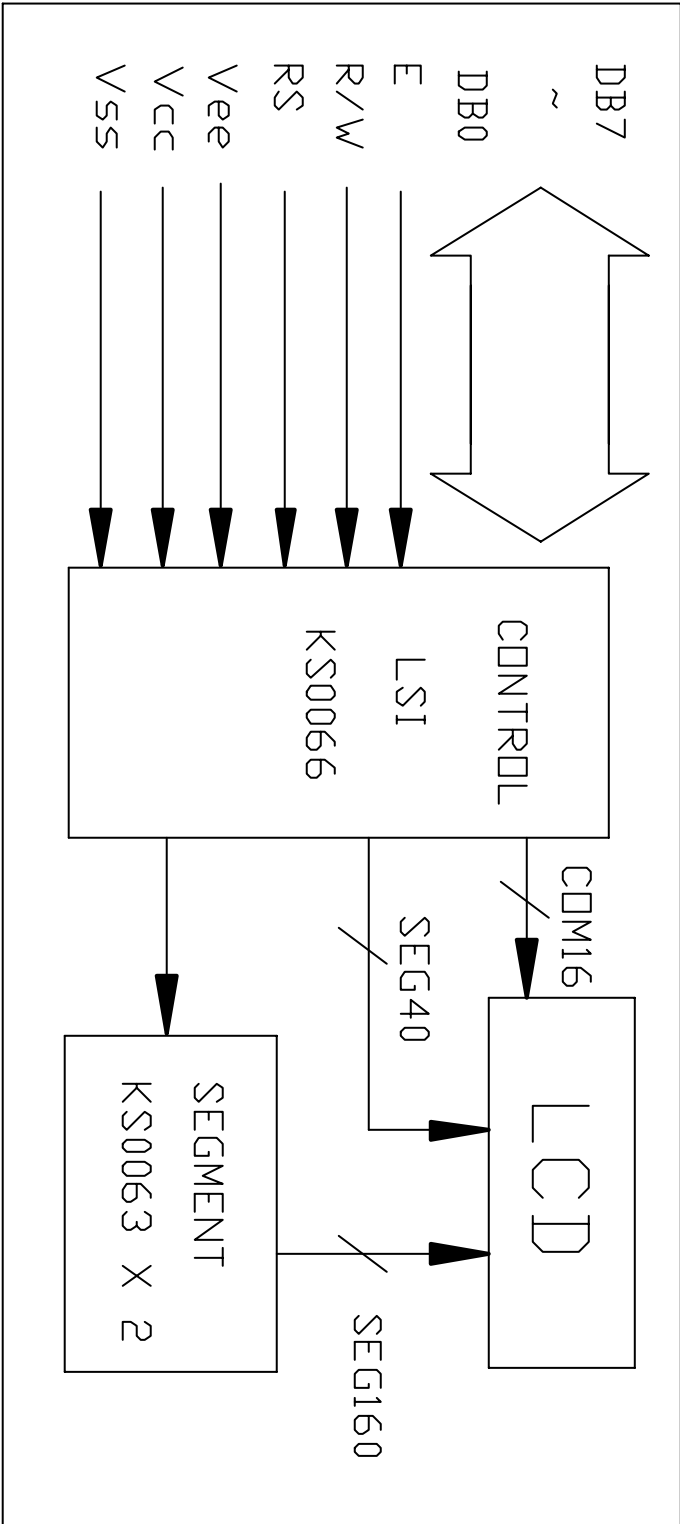 DB7
~
DB0
E
R/W
RS
Vee
Vcc
Vss
CONTROL
LSI
KS0066
COM16
SEG40
LCD
SEG160
SEGMENT
KS0063 X 2